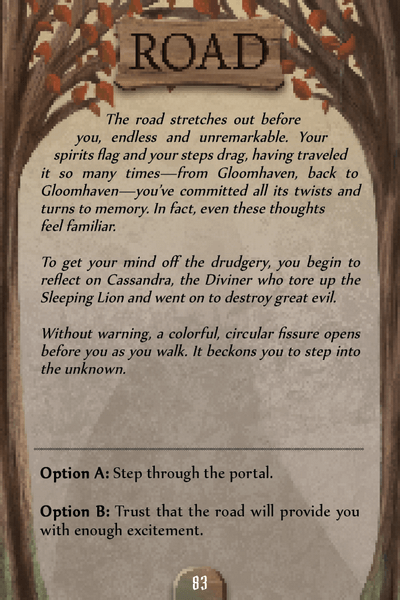 ROAD
The road stretches out before
you, endless and unremarkable. Your
spirits flag and your steps drag, having traveled
it so many times—from Gloomhaven, back to
Gloomhaven—you've committed all its twists and
turns to memory. In fact, even these thoughts
feel familiar.
To get your mind off the drudgery, you begin to
reflect on Cassandra, the Diviner who tore up the
Sleeping Lion and went on to destroy great evil.
Without warning, a colorful, circular fissure opens
before you as you walk. It beckons you to step into
the unknown.
Option A: Step through the portal.
Option B: Trust that the road will provide you
with enough excitement.
83